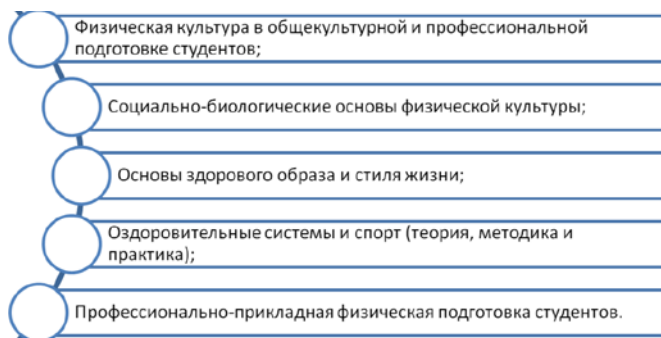 Физическая культура в общекультурной и профессиональной
подготовке студентов;
Социально-биологические основы физической культуры;
Основы здорового образа и стиля жизни;
Оздоровительные системы и спорт (теория, методика и
практика);
Профессионально-прикладная физическая подготовка студентов.